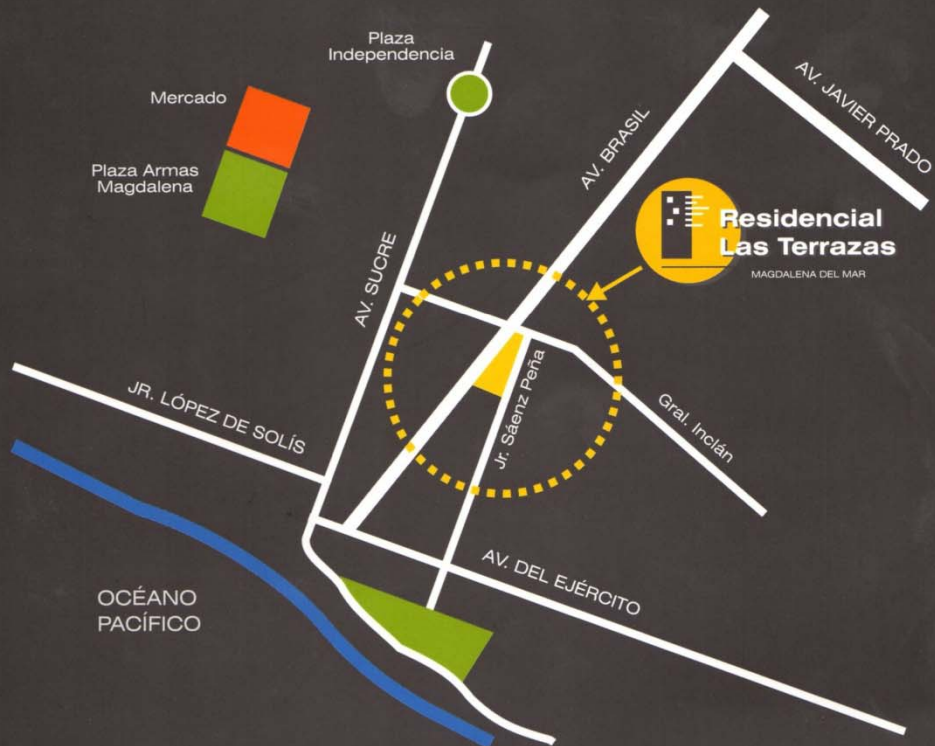 Plaza
Independencia
Mercado
Plaza Armas
Magdalena
AV. JAVIER PRADO
AV. BRASIL
Residencial
Las Terrazas
MAGDALENA DEL MAR
AV. SUCRE
Jr. Sáenz Peña
Gral. Inclán
JR. LÓPEZ DE SOLÍS
AV. DEL EJÉRCITO
OCÉANO
PACÍFICO